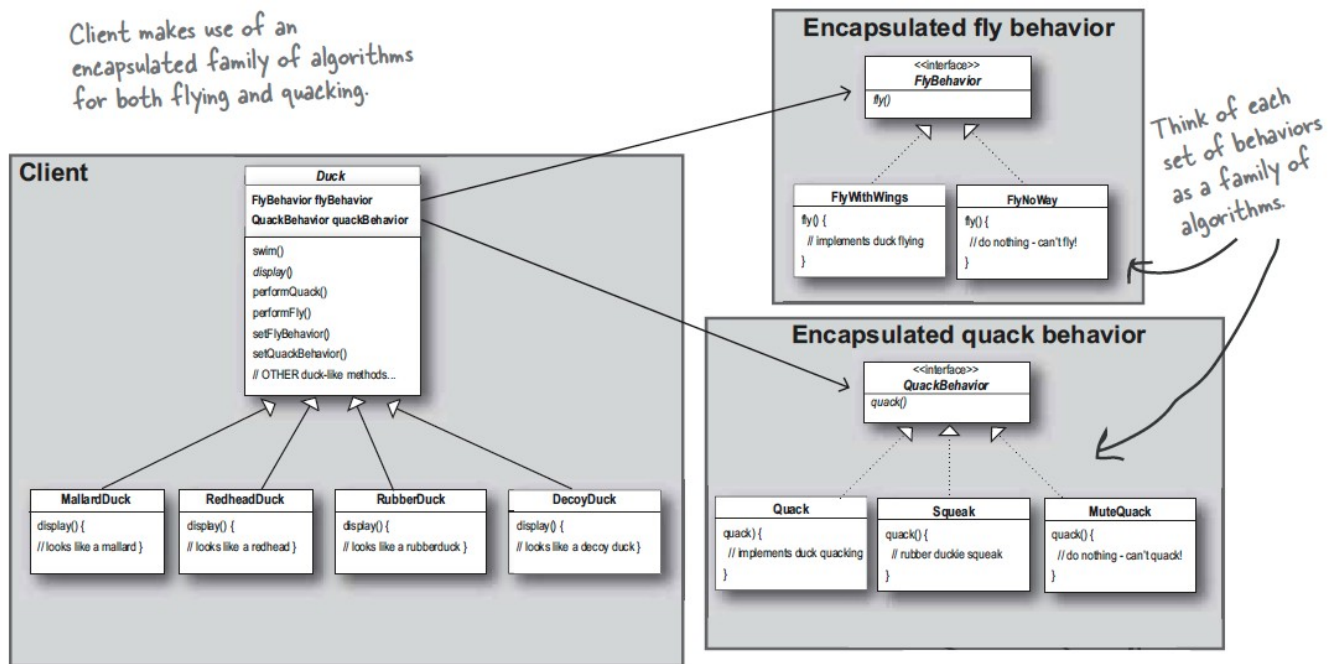 Client makes use of an
encapsulated family of algorithms
for both flying and quacking.
Client
Duck
FlyBehavior flyBehavior
QuackBehavior quackBehavior
swim()
display()
performQuack()
performFly()
setFlyBehavior()
setQuackBehavior()
// OTHER duck-like methods...
MallardDuck
display() {
// looks like a mallard }
RedheadDuck
display() {
// looks like a redhead }
RubberDuck
display() {
// looks like a rubberduck }
DecoyDuck
display() {
// looks like a decoy duck }
Encapsulated fly behavior
<<interface>>
FlyBehavior
fly()
FlyWithWings
fly() {
// implements duck flying
}
FlyNoWay
fly() {
// do nothing - can't fly!
}
Think of each
set of behaviors
as a family of
algorithms.
Encapsulated quack behavior
<<interface>>
QuackBehavior
quack()
Quack
quack) {
// implements duck quacking
}
Squeak
quack() {
// rubber duckie squeak
}
MuteQuack
quack() {
// do nothing - can't quack!
}